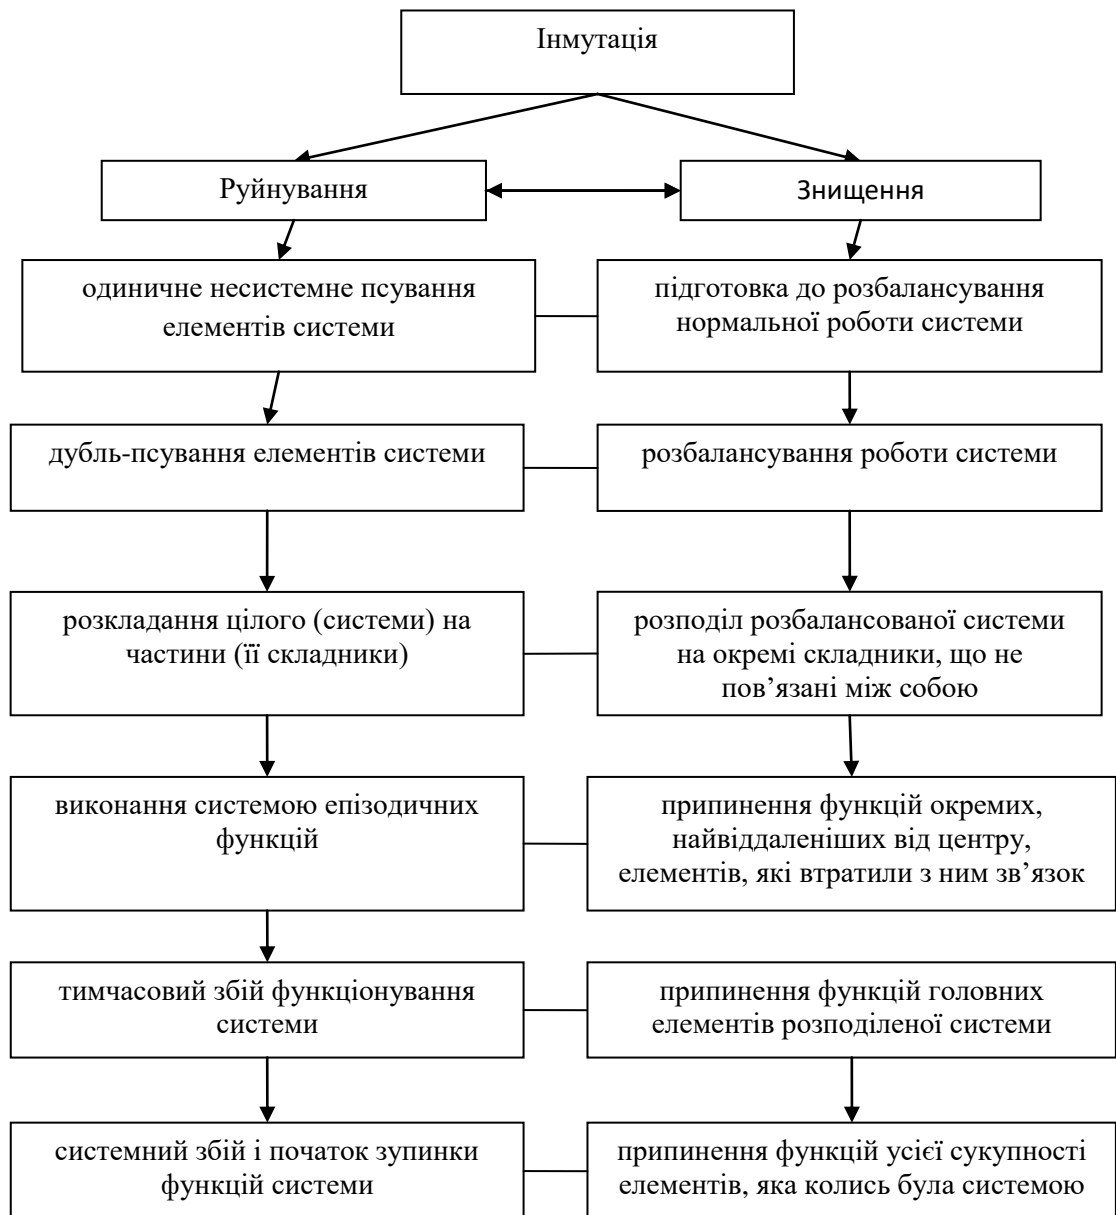 Інмутація
Руйнування
Знищення
одиничне несистемне псування
елементів системи
підготовка до розбалансування
нормальної роботи системи
дубль-псування елементів системи
розбалансування роботи системи
розкладання цілого (системи) на
частини (її складники)
розподіл розбалансованої системи
на окремі складники, що не
пов’язані між собою
виконання системою епізодичних
функцій
припинення функцій окремих,
найвіддаленіших від центру,
елементів, які втратили з ним зв’язок
тимчасовий збій функціонування
системи
припинення функцій головних
елементів розподіленої системи
системний збій і початок зупинки
функцій системи
припинення функцій усієї сукупності
елементів, яка колись була системою